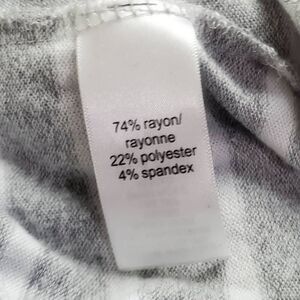 74% rayon/
rayonne
22% polyester
4% spandex